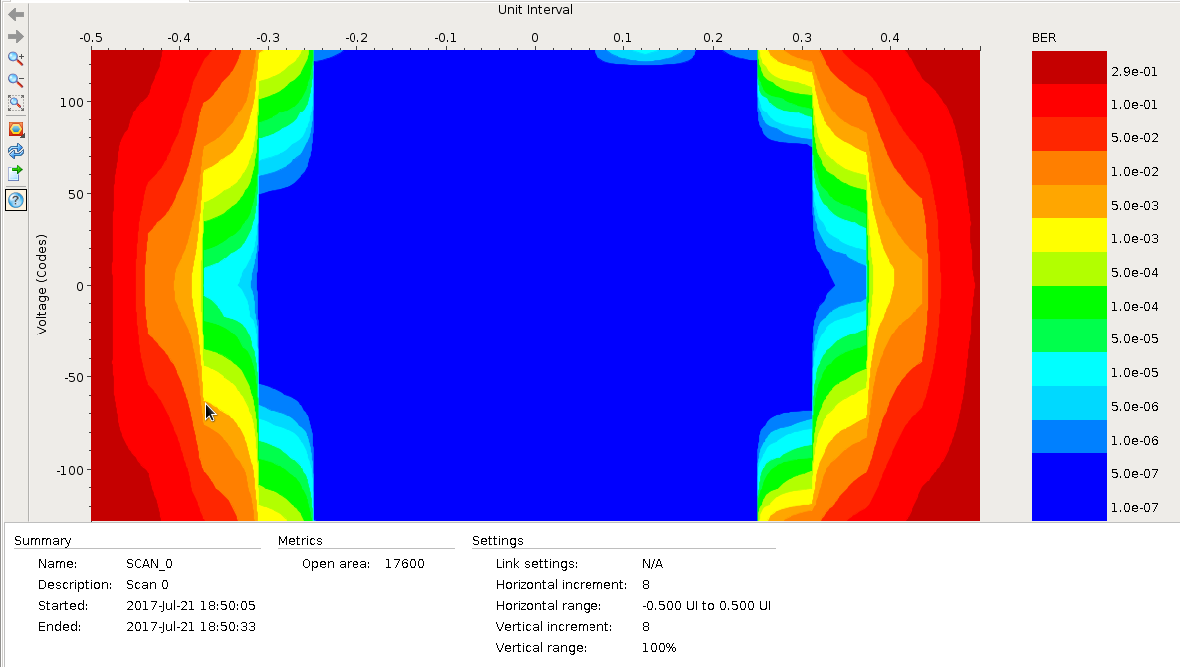 Unit Interval
-0.5 -0.4 -0.3 -0.2 -0.1 0 0.1 0.2 0.3 0.4
BER
Voltage (Codes)
100
50
0
-50
-100
2.9e-01
1.0e-01
5.0e-02
1.0e-02
5.0e-03
1.0e-03
5.0e-04
1.0e-04
5.0e-05
1.0e-05
5.0e-06
1.0e-06
5.0e-07
1.0e-07
Summary
Name: SCAN_0
Description: Scan 0
Started: 2017-Jul-21 18:50:05
Ended: 2017-Jul-21 18:50:33
Metrics
Open area: 17600
Settings
Link settings: N/A
Horizontal increment: 8
Horizontal range: -0.500 UI to 0.500 UI
Vertical increment: 8
Vertical range: 100%